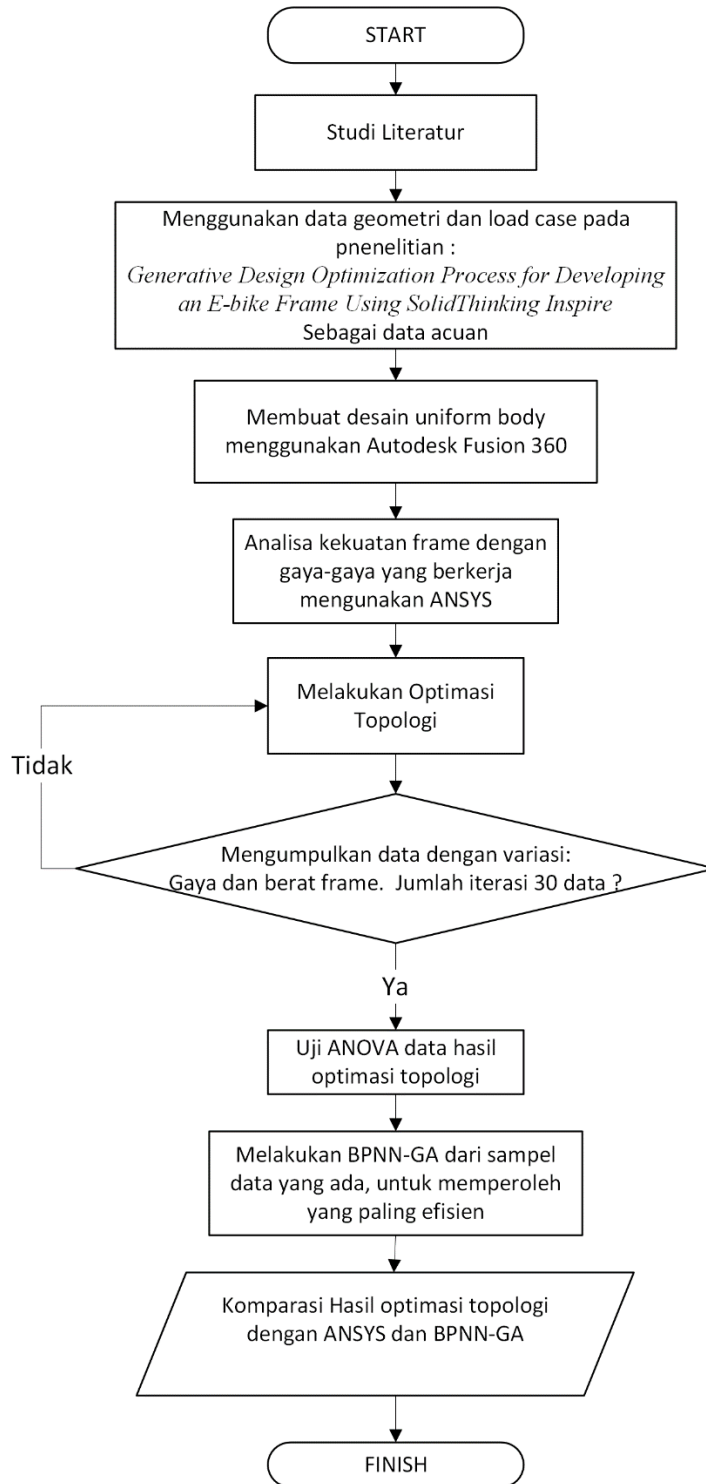 START
Studi Literatur
Menggunakan data geometri dan load case pada
pnenelitian :
Generative Design Optimization Process for Developing
an E-bike Frame Using SolidThinking Inspire
Sebagai data acuan
Membuat desain uniform body
menggunakan Autodesk Fusion 360
Analisa kekuatan frame dengan
gaya-gaya yang berkerja
mengunakan ANSYS
Melakukan Optimasi
Topologi
Tidak
Mengumpulkan data dengan variasi:
Gaya dan berat frame.  Jumlah iterasi 30 data ?
Ya
Uji ANOVA data hasil
optimasi topologi
Melakukan BPNN-GA dari sampel
data yang ada, untuk memperoleh
yang paling efisien
Komparasi Hasil optimasi topologi
dengan ANSYS dan BPNN-GA
FINISH